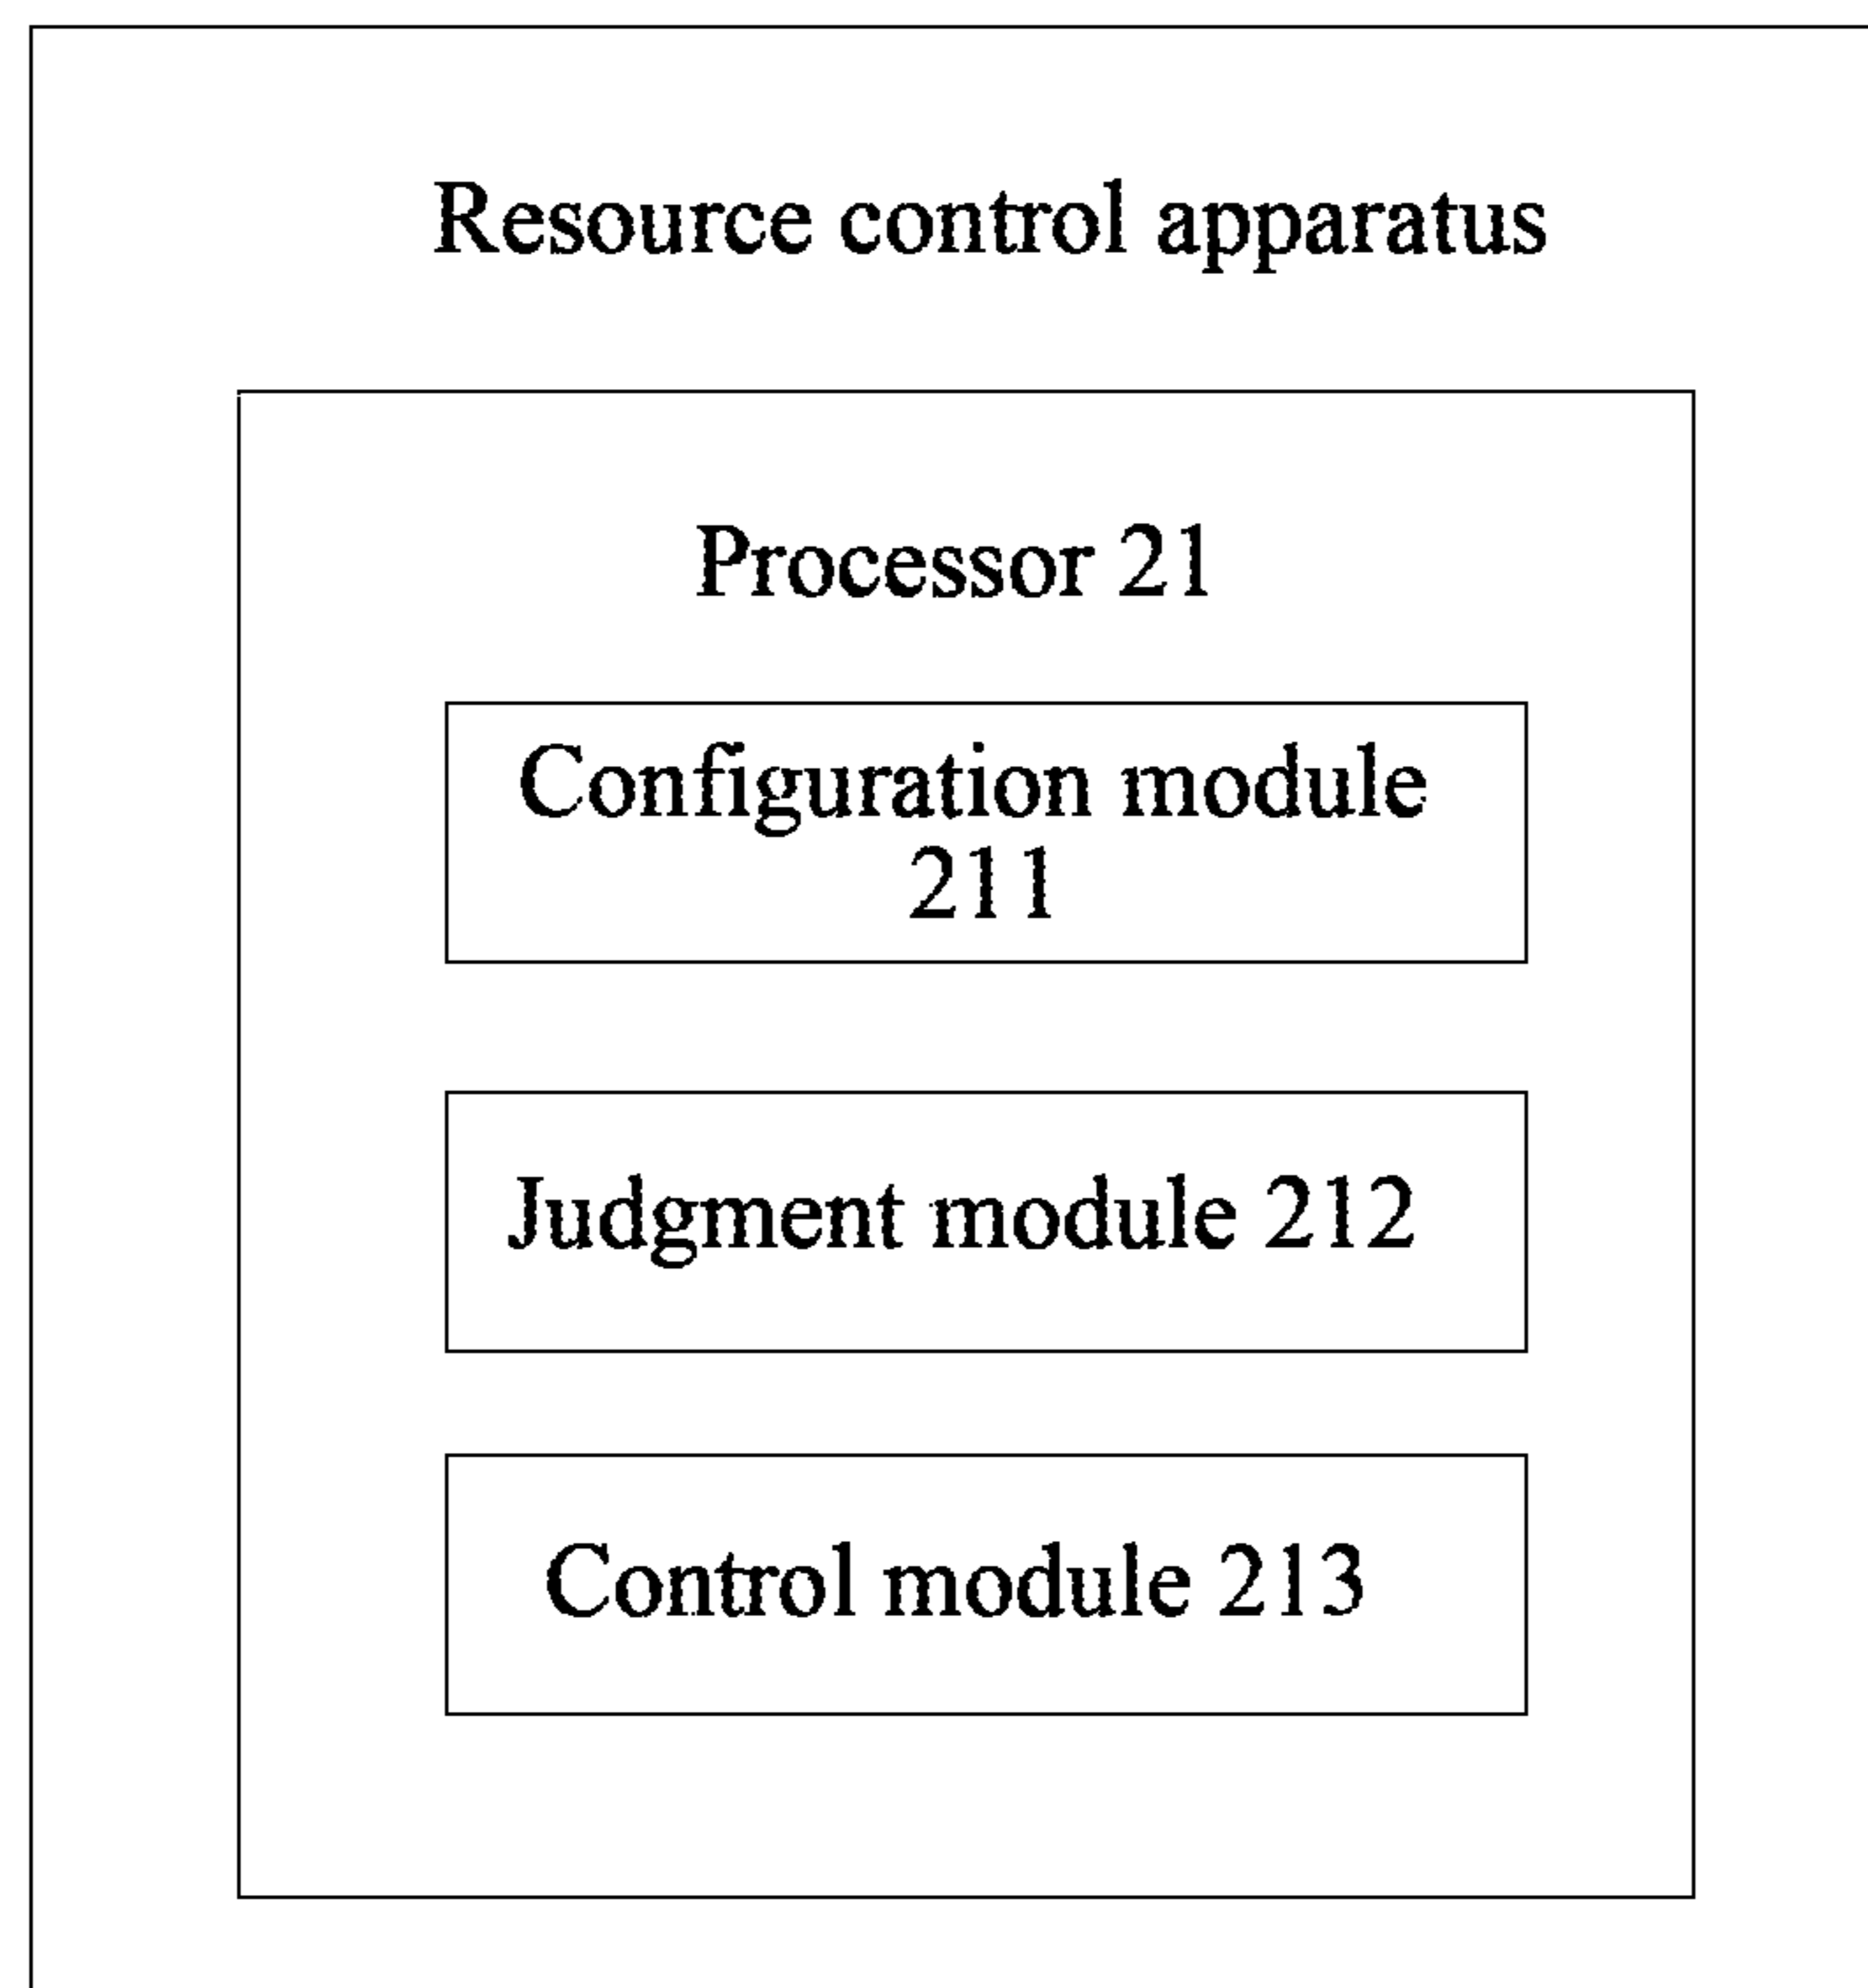 Resource control apparatus
Processor 21
Configuration module
211
Judgment module 212
Control module 213